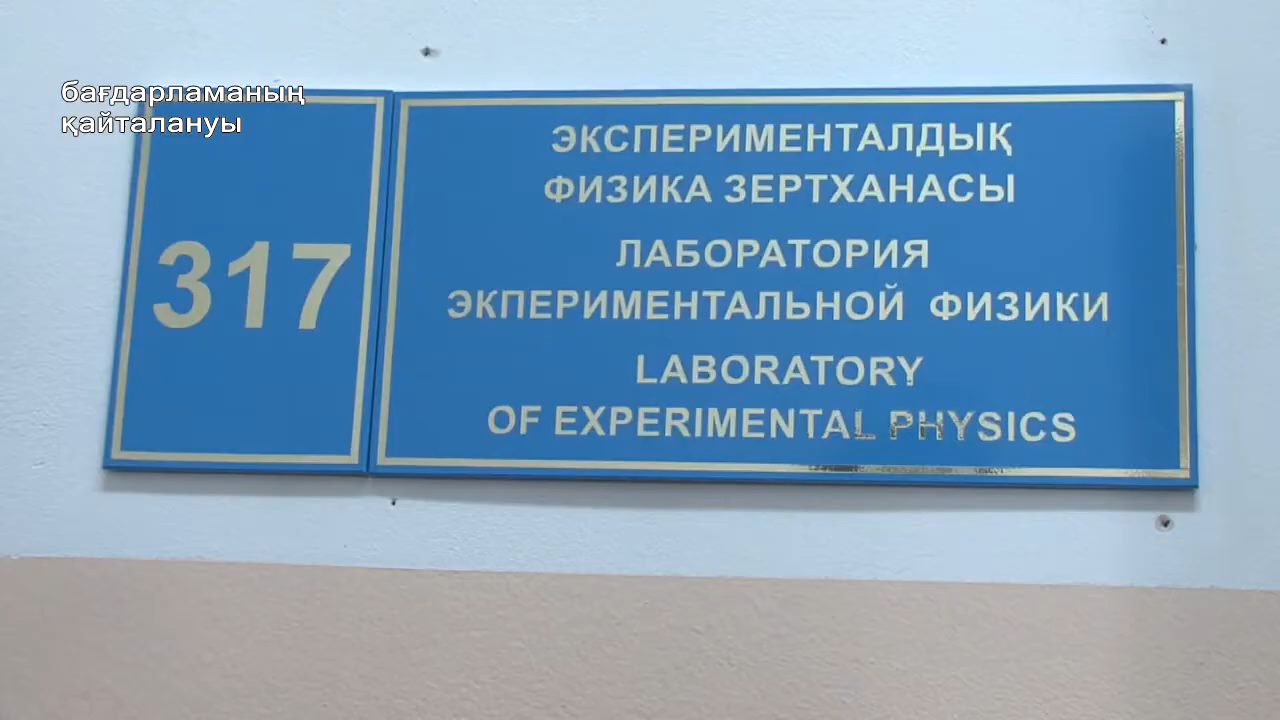 бағдарламаның
қайталануы
317
ЭКСПЕРИМЕНТАЛДЫҚ
ФИЗИКА ЗЕРТХАНАСЫ
ЛАБОРАТОРИЯ
ЭКПЕРИМЕНТАЛЬНОЙ ФИЗИКИ
LABORATORY
OF EXPERIMENTAL PHYSICS